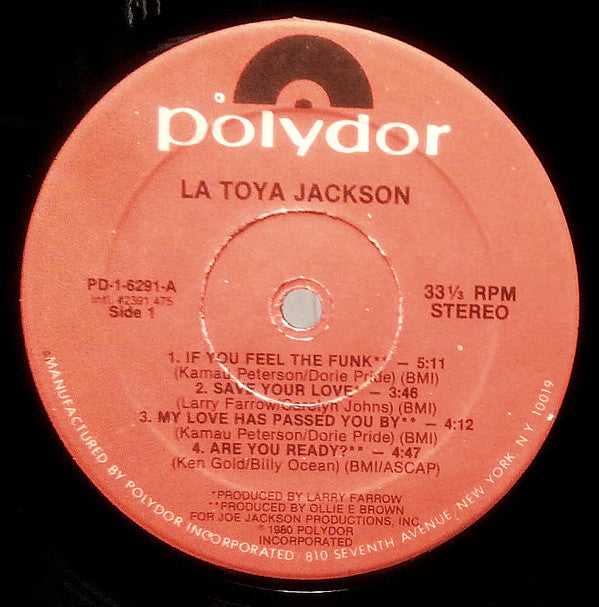 polydor
LA TOYA JACKSON
PD-1-6291-A
Intl. #2391 475
Side 1
33 1/3 RPM
STEREO
1. IF YOU FEEL THE FUNK** – 5:11
(Kamau Peterson/Dorie Pride) (BMI)
2. SAVE YOUR LOVE* – 3:46
(Larry Farrow/Carolyn Johns) (BMI)
3. MY LOVE HAS PASSED YOU BY** – 4:12
(Kamau Peterson/Dorie Pride) (BMI)
4. ARE YOU READY?** – 4:47
(Ken Gold/Billy Ocean) (BMI/ASCAP)
*PRODUCED BY LARRY FARROW
**PRODUCED BY OLLIE E BROWN
FOR JOE JACKSON PRODUCTIONS, INC.
℗ 1980 POLYDOR
INCORPORATED
MANUFACTURED BY POLYDOR INCORPORATED/ 810 SEVENTH AVENUE, NEW YORK, NY 10019